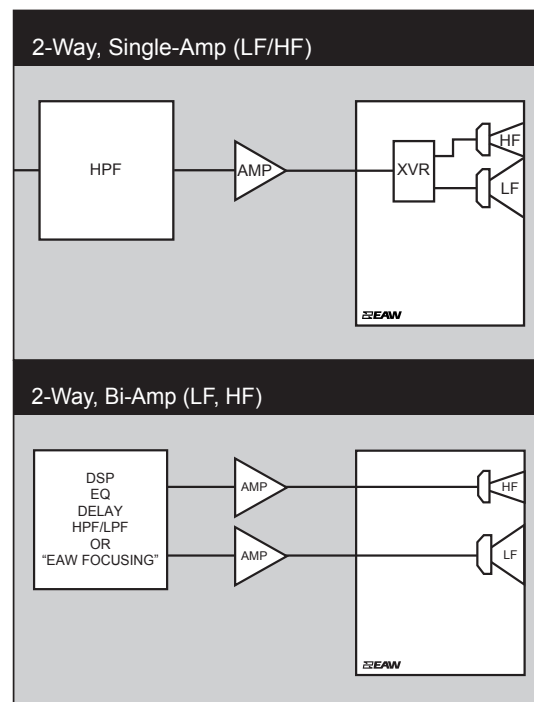 2-Way, Single-Amp (LF/HF)
HPF
AMP
XVR
HF
LF
EAW
2-Way, Bi-Amp (LF, HF)
DSP
EQ
DELAY
HPF/LPF
OR
“EAW FOCUSING”
AMP
AMP
HF
LF
EAW